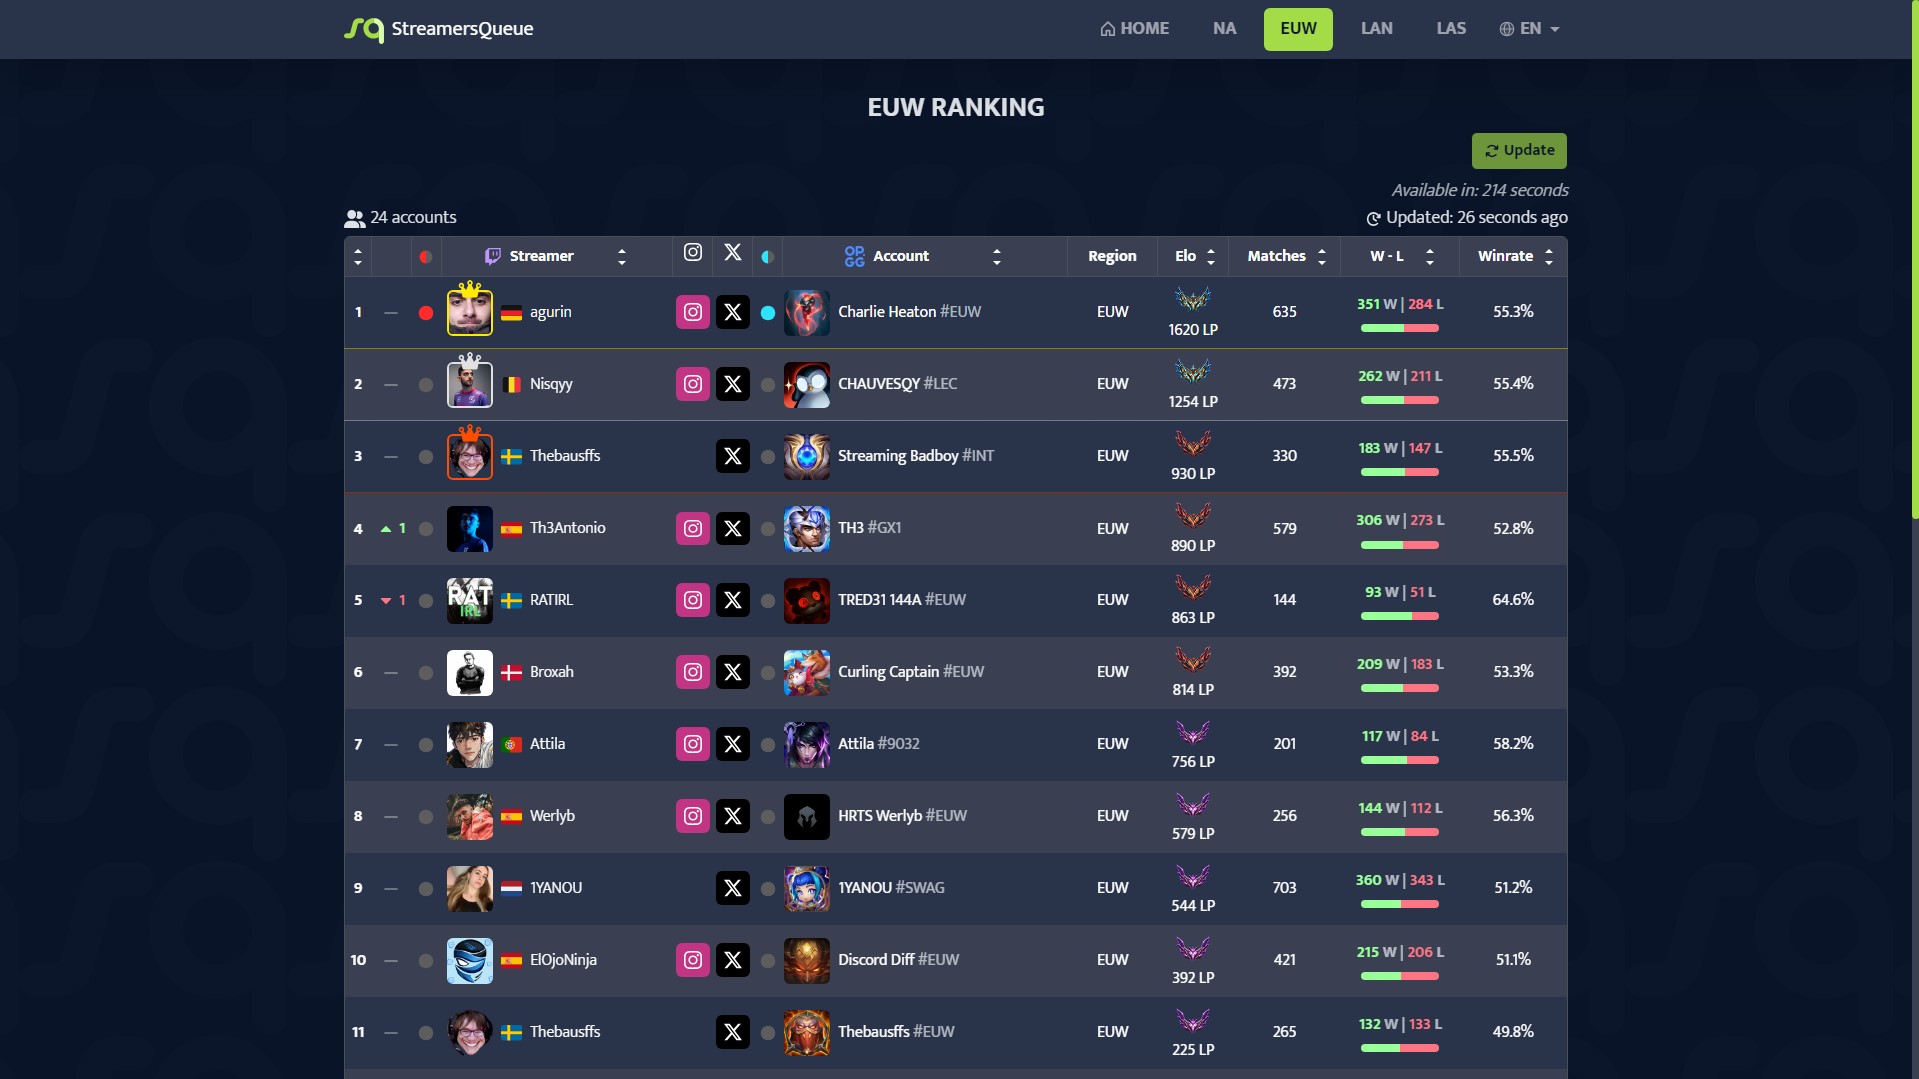 StreamersQueue
HOME NA EUW LAN LAS EN
EUW RANKING
Update
Available in: 214 seconds
24 accounts Updated: 26 seconds ago
Streamer OP.GG Account Region Elo Matches W - L Winrate
1 — agurin Charlie Heaton #EUW EUW 1620 LP 635 351 W | 284 L 55.3%
2 — Nisqyy CHAUVESQY #LEC EUW 1254 LP 473 262 W | 211 L 55.4%
3 — Thebausffs Streaming Badboy #INT EUW 930 LP 330 183 W | 147 L 55.5%
4 1 Th3Antonio TH3 #GX1 EUW 890 LP 579 306 W | 273 L 52.8%
5 1 RAT IRL RATIRL TRED31 144A #EUW EUW 863 LP 144 93 W | 51 L 64.6%
6 — Broxah Curling Captain #EUW EUW 814 LP 392 209 W | 183 L 53.3%
7 — Attila Attila #9032 EUW 756 LP 201 117 W | 84 L 58.2%
8 — Werlyb HRTS Werlyb #EUW EUW 579 LP 256 144 W | 112 L 56.3%
9 — 1YANOU 1YANOU #SWAG EUW 544 LP 703 360 W | 343 L 51.2%
10 — ElOjoNinja Discord Diff #EUW EUW 392 LP 421 215 W | 206 L 51.1%
11 — Thebausffs Thebausffs #EUW EUW 225 LP 265 132 W | 133 L 49.8%